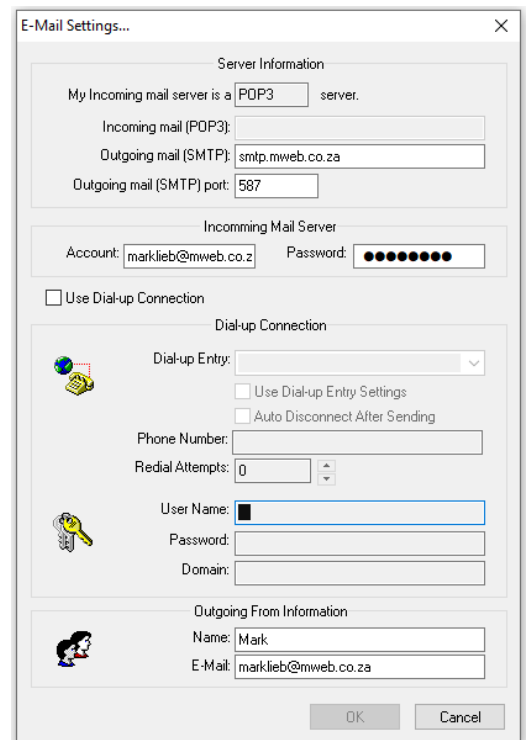 E-Mail Settings...
Server Information
My Incoming mail server is a POP3 server.
Incoming mail (POP3):
Outgoing mail (SMTP): smtp.mweb.co.za
Outgoing mail (SMTP) port: 587
Incomming Mail Server
Account: marklieb@mweb.co.z Password: ●●●●●●●●
Use Dial-up Connection
Dial-up Connection
Dial-up Entry:
Use Dial-up Entry Settings
Auto Disconnect After Sending
Phone Number:
Redial Attempts: 0
User Name:
Password:
Domain:
Outgoing From Information
Name: Mark
E-Mail: marklieb@mweb.co.za
OK Cancel